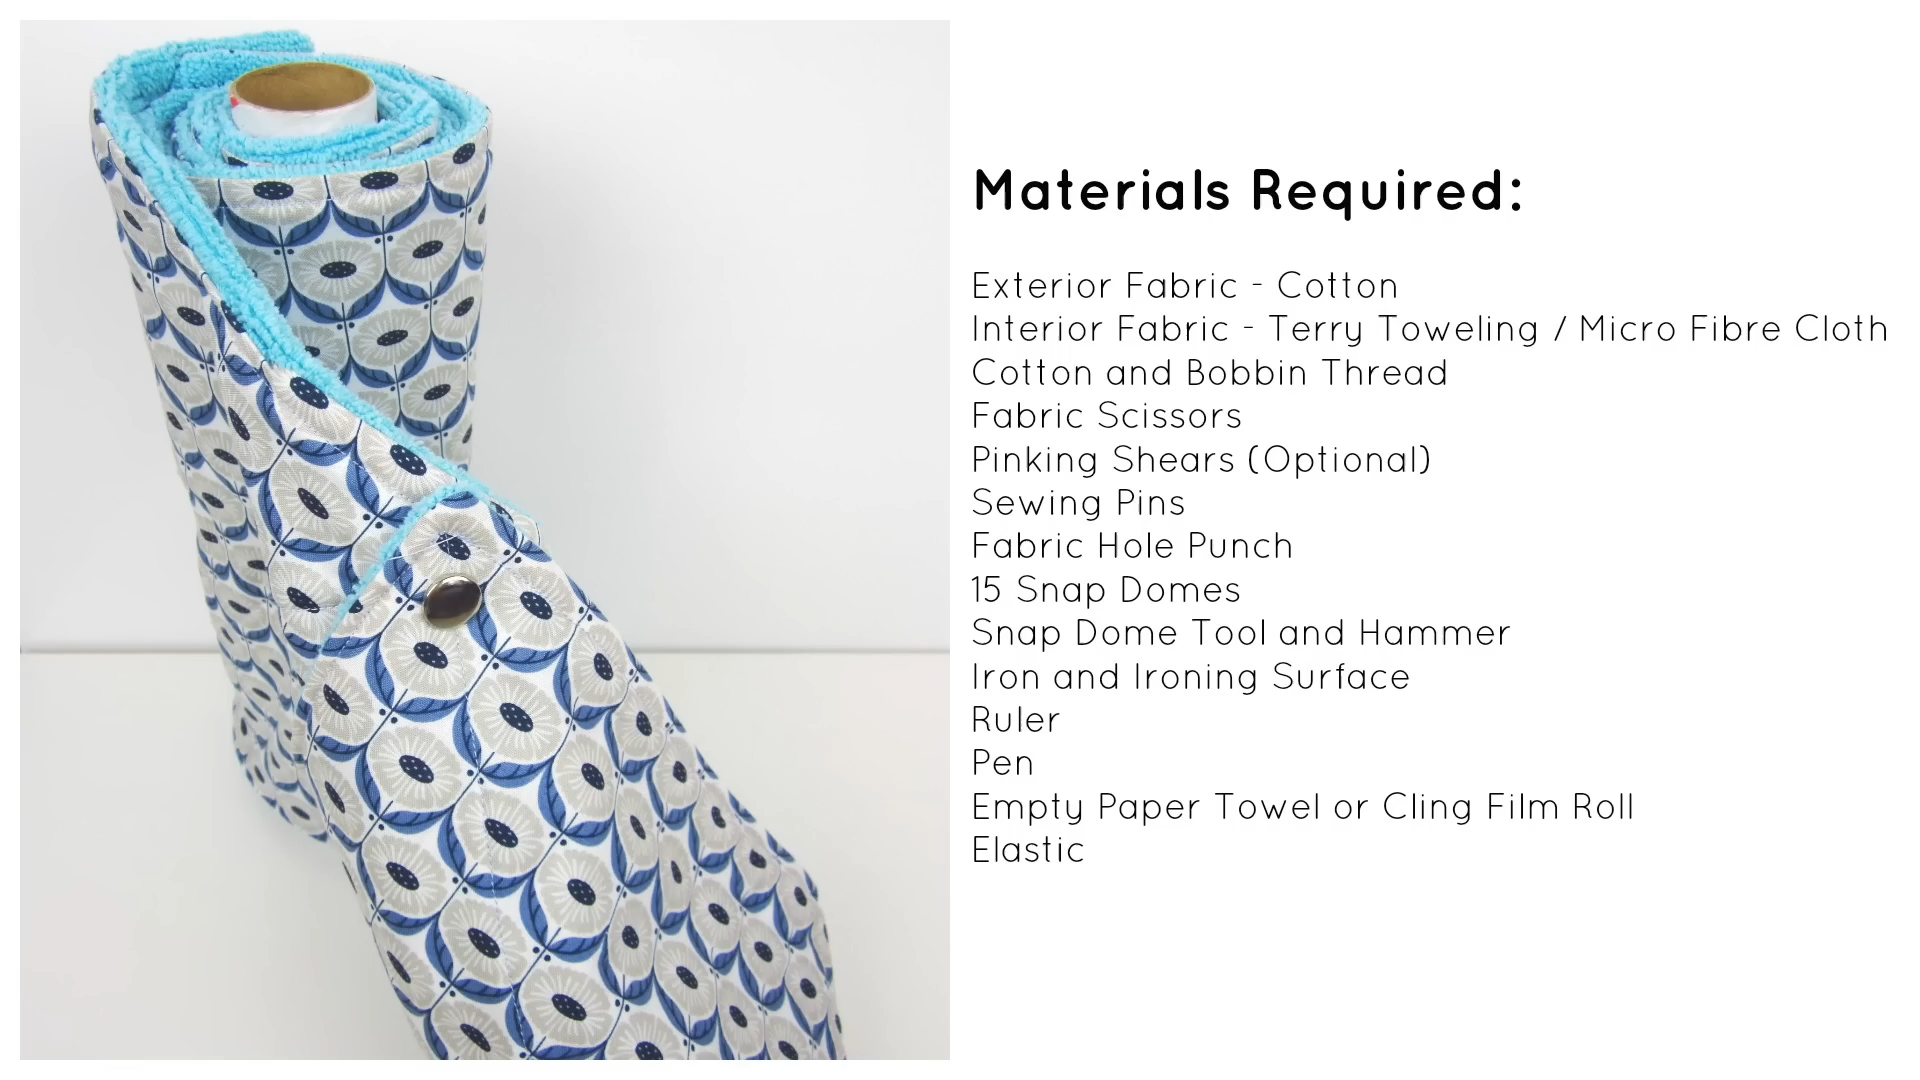 Materials Required:
Exterior Fabric - Cotton
Interior Fabric - Terry Toweling / Micro Fibre Cloth
Cotton and Bobbin Thread
Fabric Scissors
Pinking Shears (Optional)
Sewing Pins
Fabric Hole Punch
15 Snap Domes
Snap Dome Tool and Hammer
Iron and Ironing Surface
Ruler
Pen
Empty Paper Towel or Cling Film Roll
Elastic